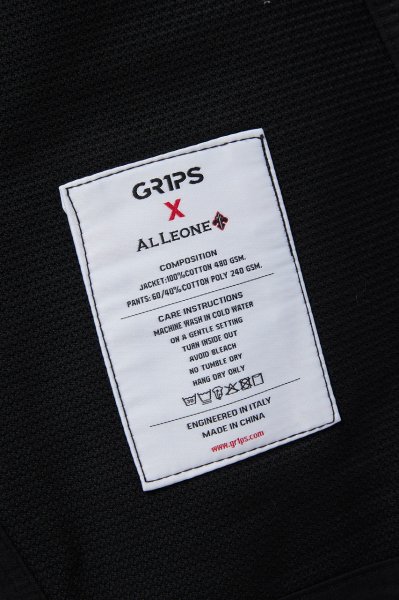 GR1PS
X
AL LEONE
COMPOSITION
JACKET:100%COTTON 480 GSM.
PANTS: 60/40%COTTON POLY 240 GSM.
CARE INSTRUCTIONS
MACHINE WASH IN COLD WATER
ON A GENTLE SETTING
TURN INSIDE OUT
AVOID BLEACH
NO TUMBLE DRY
HANG DRY ONLY
ENGINEERED IN ITALY
MADE IN CHINA
www.gr1ps.com